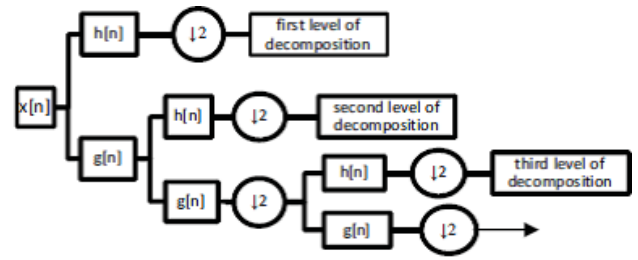 h[n]
↓2
first level of
decomposition
x[n]
h[n]
↓2
second level of
decomposition
g[n]
h[n]
↓2
third level of
decomposition
g[n]
↓2
g[n]
↓2